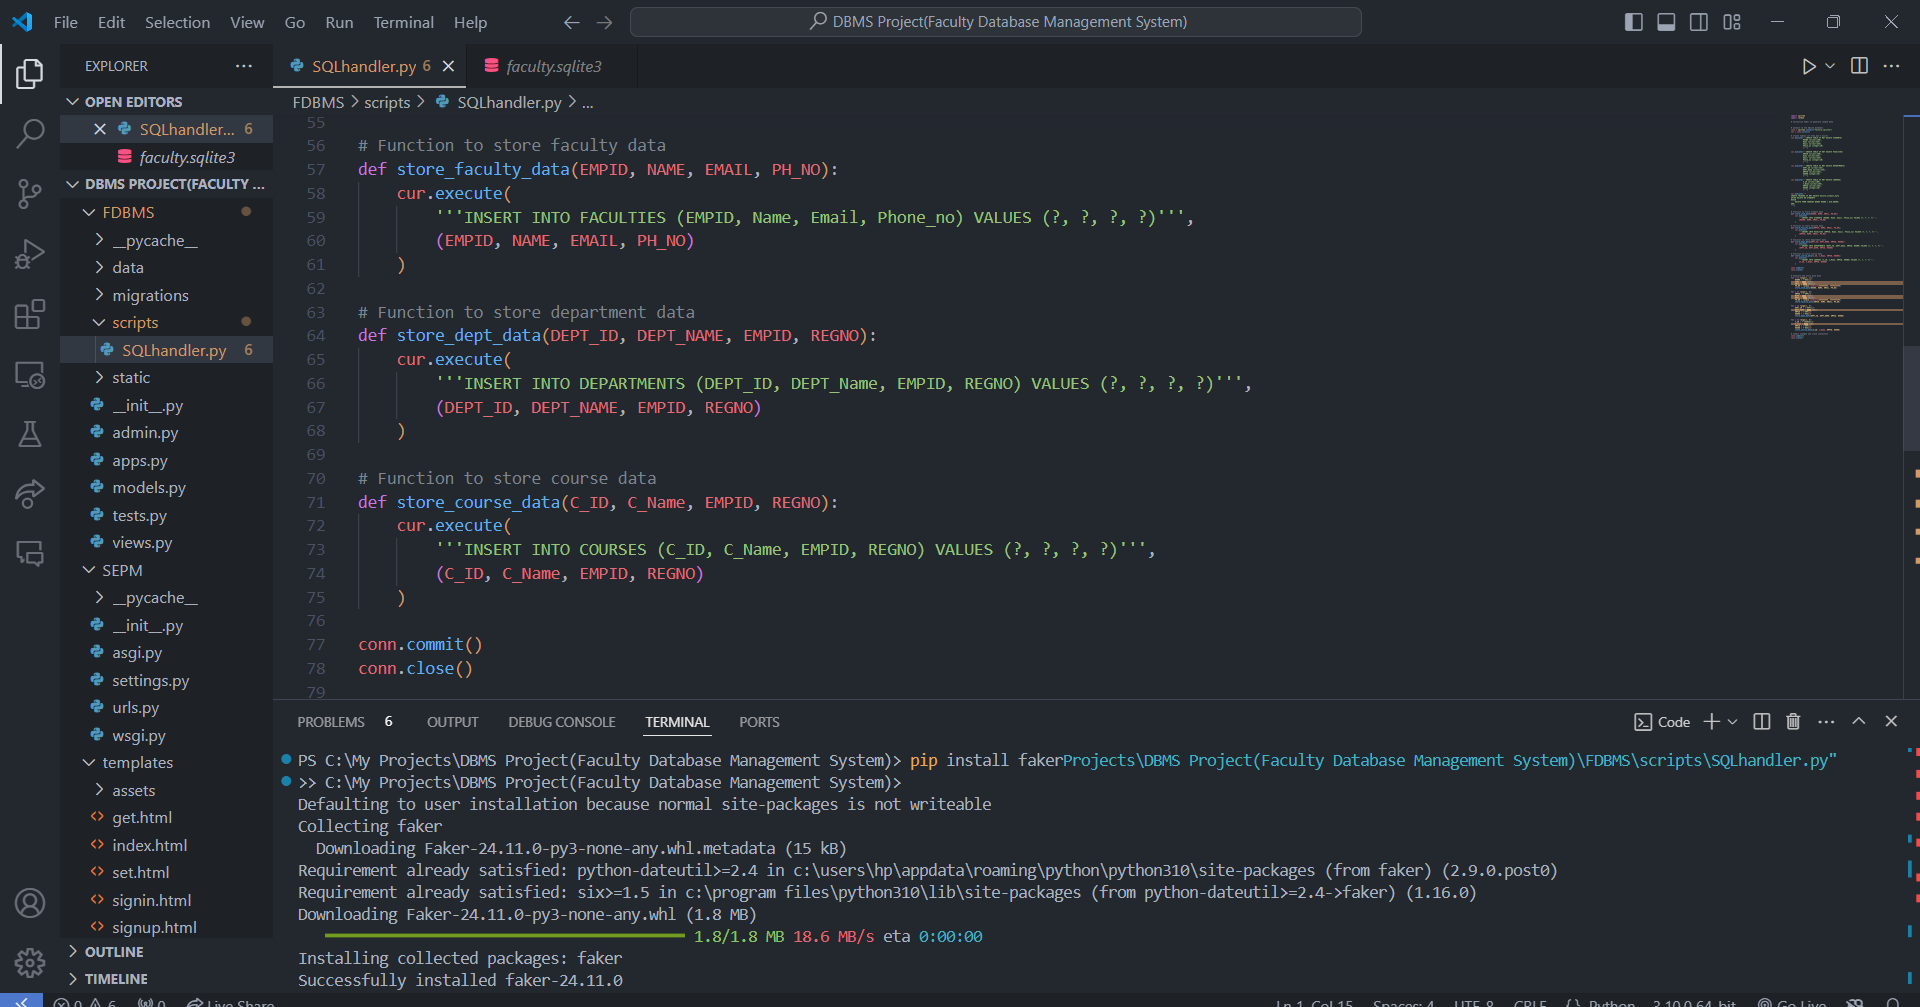 File Edit Selection View Go Run Terminal Help
DBMS Project(Faculty Database Management System)
EXPLORER
OPEN EDITORS
SQLhandler... 6
faculty.sqlite3
DBMS PROJECT(FACULTY ...
FDBMS
__pycache__
data
migrations
scripts
SQLhandler.py 6
static
__init__.py
admin.py
apps.py
models.py
tests.py
views.py
SEPM
__pycache__
__init__.py
asgi.py
settings.py
urls.py
wsgi.py
templates
assets
get.html
index.html
set.html
signin.html
signup.html
OUTLINE
TIMELINE
SQLhandler.py 6
faculty.sqlite3
FDBMS > scripts > SQLhandler.py > ...
55
56 # Function to store faculty data
57 def store_faculty_data(EMPID, NAME, EMAIL, PH_NO):
58 cur.execute(
59 '''INSERT INTO FACULTIES (EMPID, Name, Email, Phone_no) VALUES (?, ?, ?, ?)''',
60 (EMPID, NAME, EMAIL, PH_NO)
61 )
62
63 # Function to store department data
64 def store_dept_data(DEPT_ID, DEPT_NAME, EMPID, REGNO):
65 cur.execute(
66 '''INSERT INTO DEPARTMENTS (DEPT_ID, DEPT_Name, EMPID, REGNO) VALUES (?, ?, ?, ?)''',
67 (DEPT_ID, DEPT_NAME, EMPID, REGNO)
68 )
69
70 # Function to store course data
71 def store_course_data(C_ID, C_Name, EMPID, REGNO):
72 cur.execute(
73 '''INSERT INTO COURSES (C_ID, C_Name, EMPID, REGNO) VALUES (?, ?, ?, ?)''',
74 (C_ID, C_Name, EMPID, REGNO)
75 )
76
77 conn.commit()
78 conn.close()
79
PROBLEMS 6 OUTPUT DEBUG CONSOLE TERMINAL PORTS
Code
PS C:\My Projects\DBMS Project(Faculty Database Management System)> pip install fakerProjects\DBMS Project(Faculty Database Management System)\FDBMS\scripts\SQLhandler.py"
>> C:\My Projects\DBMS Project(Faculty Database Management System)>
Defaulting to user installation because normal site-packages is not writeable
Collecting faker
Downloading Faker-24.11.0-py3-none-any.whl.metadata (15 kB)
Requirement already satisfied: python-dateutil>=2.4 in c:\users\hp\appdata\roaming\python\python310\site-packages (from faker) (2.9.0.post0)
Requirement already satisfied: six>=1.5 in c:\program files\python310\lib\site-packages (from python-dateutil>=2.4->faker) (1.16.0)
Downloading Faker-24.11.0-py3-none-any.whl (1.8 MB)
1.8/1.8 MB 18.6 MB/s eta 0:00:00
Installing collected packages: faker
Successfully installed faker-24.11.0
0 6 0 Live Share
Ln 1, Col 15 Spaces: 4 UTF-8 CRLF {} Python 3.10.0 64-bit Go Live